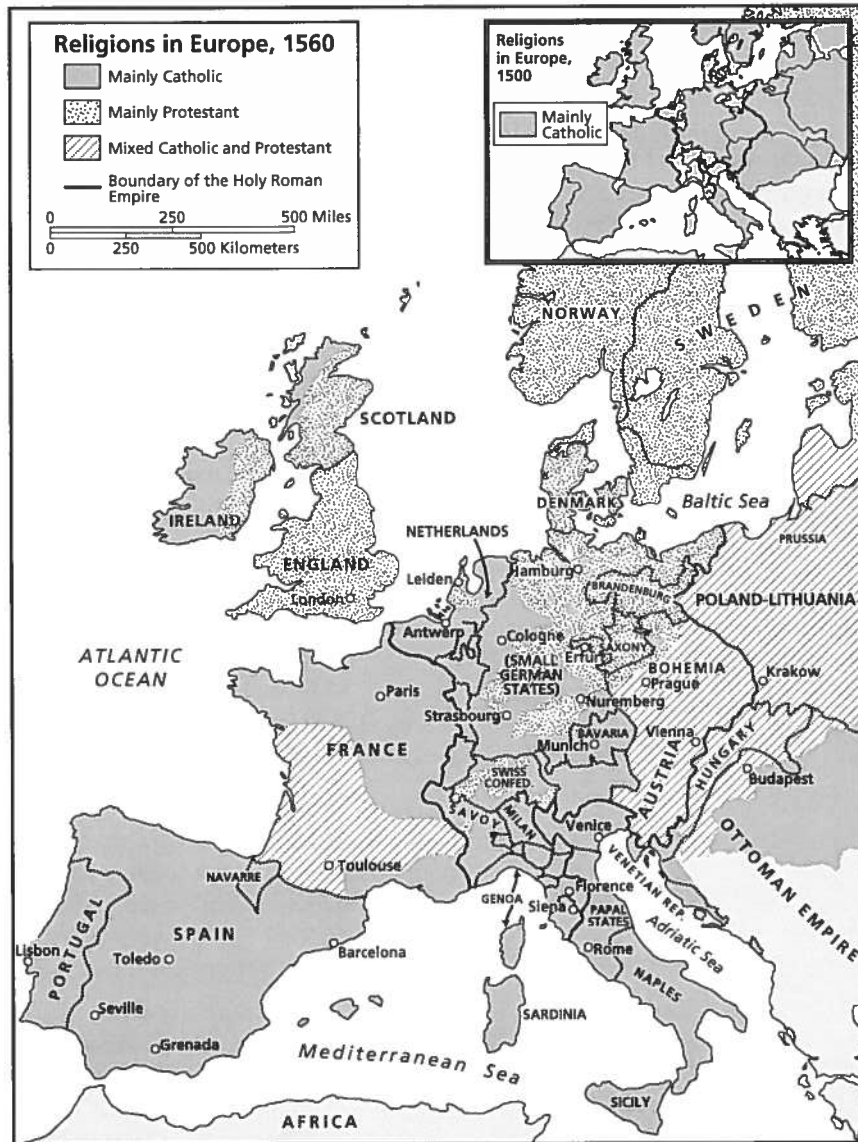 Religions in Europe, 1560
Mainly Catholic
Mainly Protestant
Mixed Catholic and Protestant
Boundary of the Holy Roman
Empire
0 250 500 Miles
0 250 500 Kilometers
Religions
in Europe,
1500
Mainly
Catholic
NORWAY
SWEDEN
SCOTLAND
IRELAND
ENGLAND
London
DENMARK
Baltic Sea
NETHERLANDS
Leiden
Hamburg
BRANDENBURG
PRUSSIA
POLAND-LITHUANIA
Antwerp
Cologne
Erfurt
SAXONY
(SMALL
GERMAN
STATES)
BOHEMIA
Prague
Krakow
ATLANTIC
OCEAN
Paris
Strasbourg
Nuremberg
BAVARIA
Munich
Vienna
FRANCE
SWISS
CONFED.
AUSTRIA
HUNGARY
Budapest
SAVOY
MILAN
Venice
VENETIAN REP.
OTTOMAN EMPIRE
Toulouse
NAVARRE
GENOA
Florence
Siena
PAPAL
STATES
Adriatic Sea
PORTUGAL
Lisbon
SPAIN
Toledo
Barcelona
Rome
NAPLES
Seville
Grenada
SARDINIA
Mediterranean Sea
SICILY
AFRICA